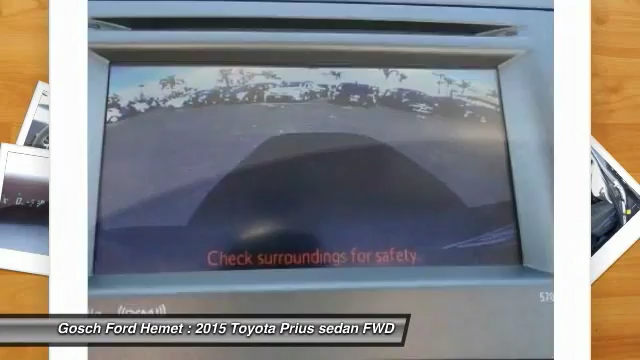 Check surroundings for safety.
Gosch Ford Hemet : 2015 Toyota Prius sedan FWD